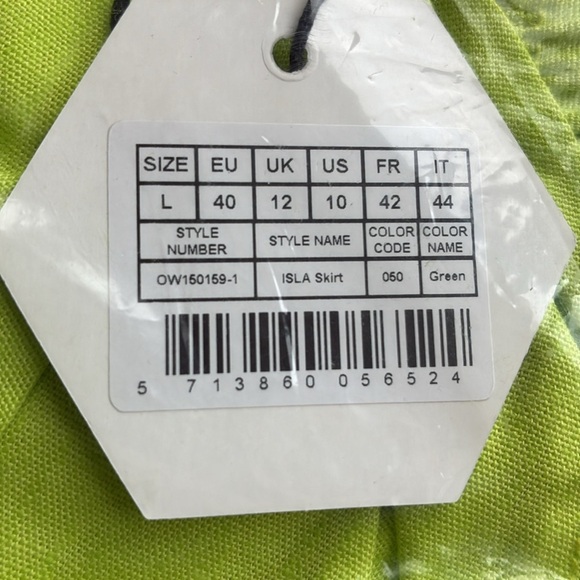 SIZE EU UK US FR IT
L 40 12 10 42 44
STYLE NUMBER STYLE NAME COLOR CODE COLOR NAME
OW150159-1 ISLA Skirt 050 Green
5 713860 056524